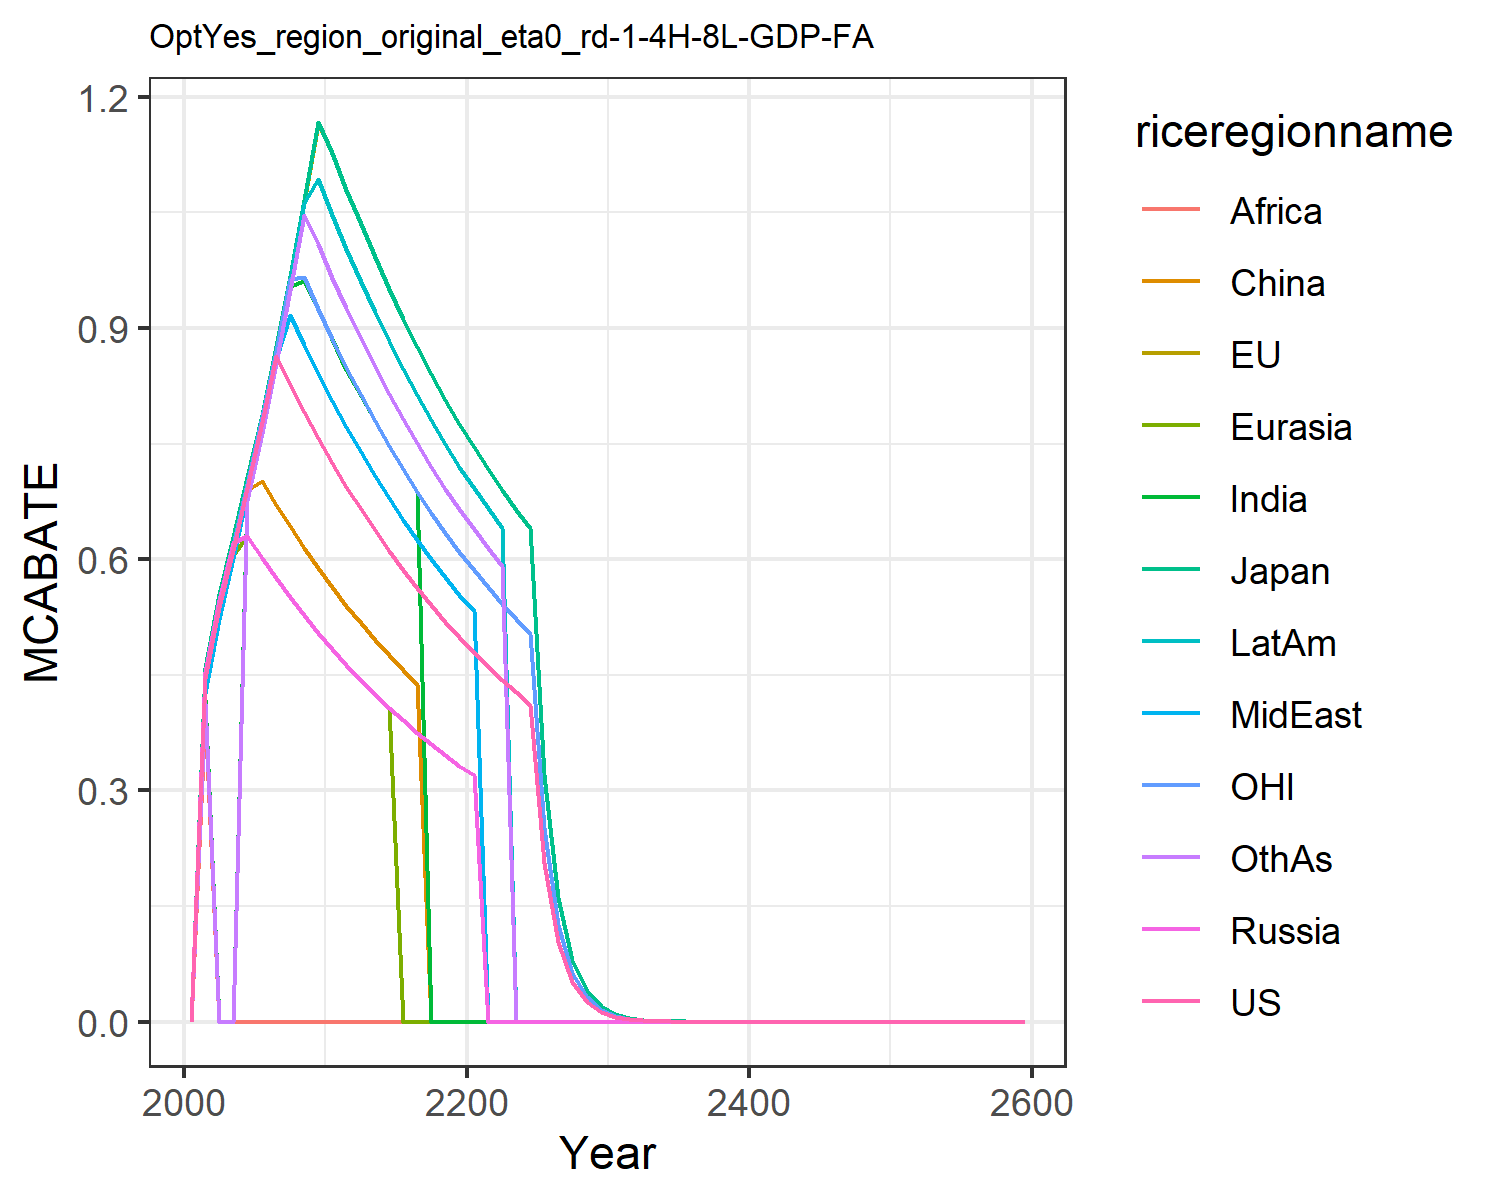 OptYes_region_original_eta0_rd-1-4H-8L-GDP-FA
1.2
0.9
0.6
0.3
0.0
MCABATE
2000
2200
2400
2600
Year
riceregionname
Africa
China
EU
Eurasia
India
Japan
LatAm
MidEast
OHI
OthAs
Russia
US